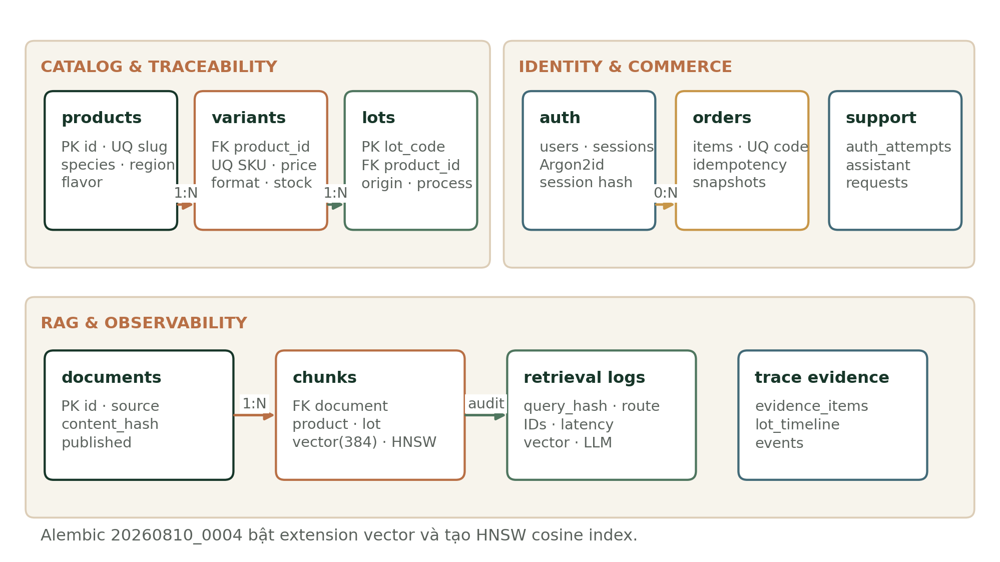 CATALOG & TRACEABILITY
products
PK id · UQ slug
species · region
flavor
1:N
variants
FK product_id
UQ SKU · price
format · stock
1:N
lots
PK lot_code
FK product_id
origin · process
IDENTITY & COMMERCE
auth
users · sessions
Argon2id
session hash
0:N
orders
items · UQ code
idempotency
snapshots
support
auth_attempts
assistant
requests
RAG & OBSERVABILITY
documents
PK id · source
content_hash
published
1:N
chunks
FK document
product · lot
vector(384) · HNSW
audit
retrieval logs
query_hash · route
IDs · latency
vector · LLM
trace evidence
evidence_items
lot_timeline
events
Alembic 20260810_0004 bật extension vector và tạo HNSW cosine index.